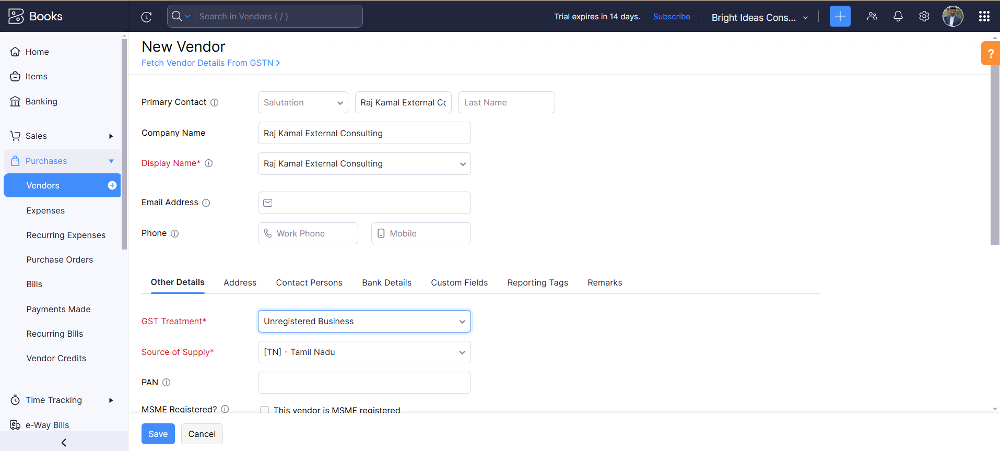 Books
Search in Vendors ( / )
Trial expires in 14 days.
Subscribe
Bright Ideas Cons...
Home
Items
Banking
Sales
Purchases
Vendors
Expenses
Recurring Expenses
Purchase Orders
Bills
Payments Made
Recurring Bills
Vendor Credits
Time Tracking
e-Way Bills
New Vendor
Fetch Vendor Details From GSTN
?
Primary Contact
Salutation
Raj Kamal External Co
Last Name
Company Name
Raj Kamal External Consulting
Display Name*
Raj Kamal External Consulting
Email Address
Phone
Work Phone
Mobile
Other Details
Address
Contact Persons
Bank Details
Custom Fields
Reporting Tags
Remarks
GST Treatment*
Unregistered Business
Source of Supply*
[TN] - Tamil Nadu
PAN
MSME Registered?
This vendor is MSME registered
Save
Cancel